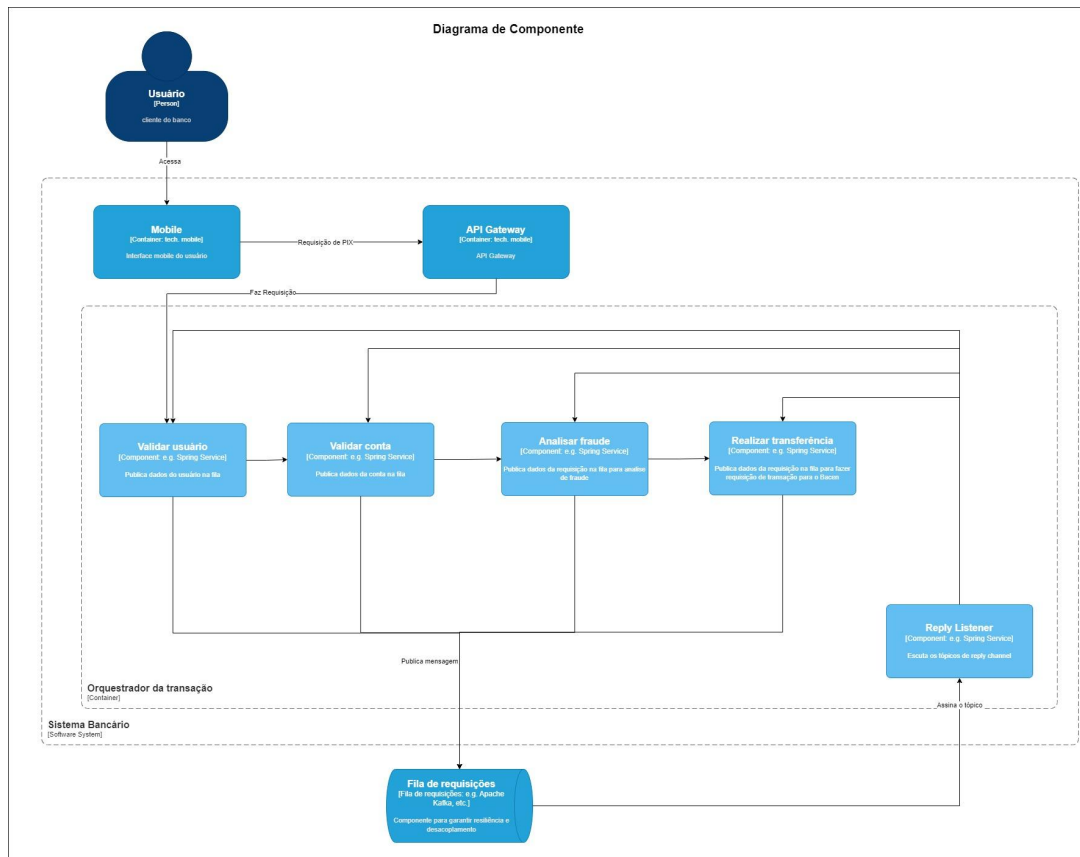 Diagrama de Componente
Usuário
[Person]
cliente do banco
Acessa
Mobile
[Container: tech. mobile]
Interface mobile do usuário
Requisição de PIX
API Gateway
[Container: tech. mobile]
API Gateway
Faz Requisição
Validar usuário
[Component: e.g. Spring Service]
Publica dados do usuário na fila
Validar conta
[Component: e.g. Spring Service]
Publica dados da conta na fila
Analisar fraude
[Component: e.g. Spring Service]
Publica dados da requisição na fila para analise
de fraude
Realizar transferência
[Component: e.g. Spring Service]
Publica dados da requisição na fila para fazer
requisição de transação para o Bacen
Reply Listener
[Component: e.g. Spring Service]
Escuta os tópicos de reply channel
Publica mensagem
Orquestrador da transação
[Container]
Assina o tópico
Sistema Bancário
[Software System]
Fila de requisições
[Fila de requisições: e.g. Apache
Kafka, etc.]
Componente para garantir resiliência e
desacoplamento